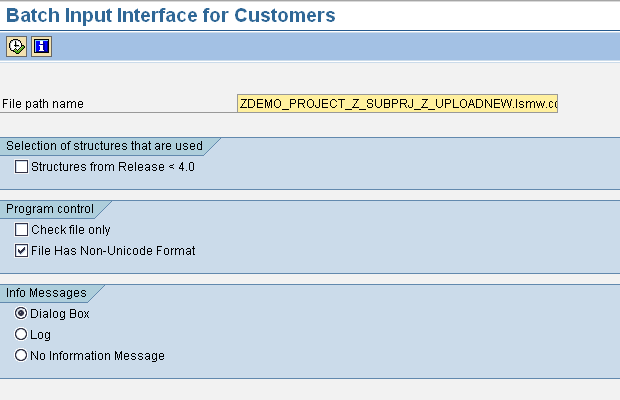 Batch Input Interface for Customers
File path name ZDEMO_PROJECT_Z_SUBPRJ_Z_UPLOADNEW.lsmw.co
Selection of structures that are used
Structures from Release < 4.0
Program control
Check file only
File Has Non-Unicode Format
Info Messages
Dialog Box
Log
No Information Message